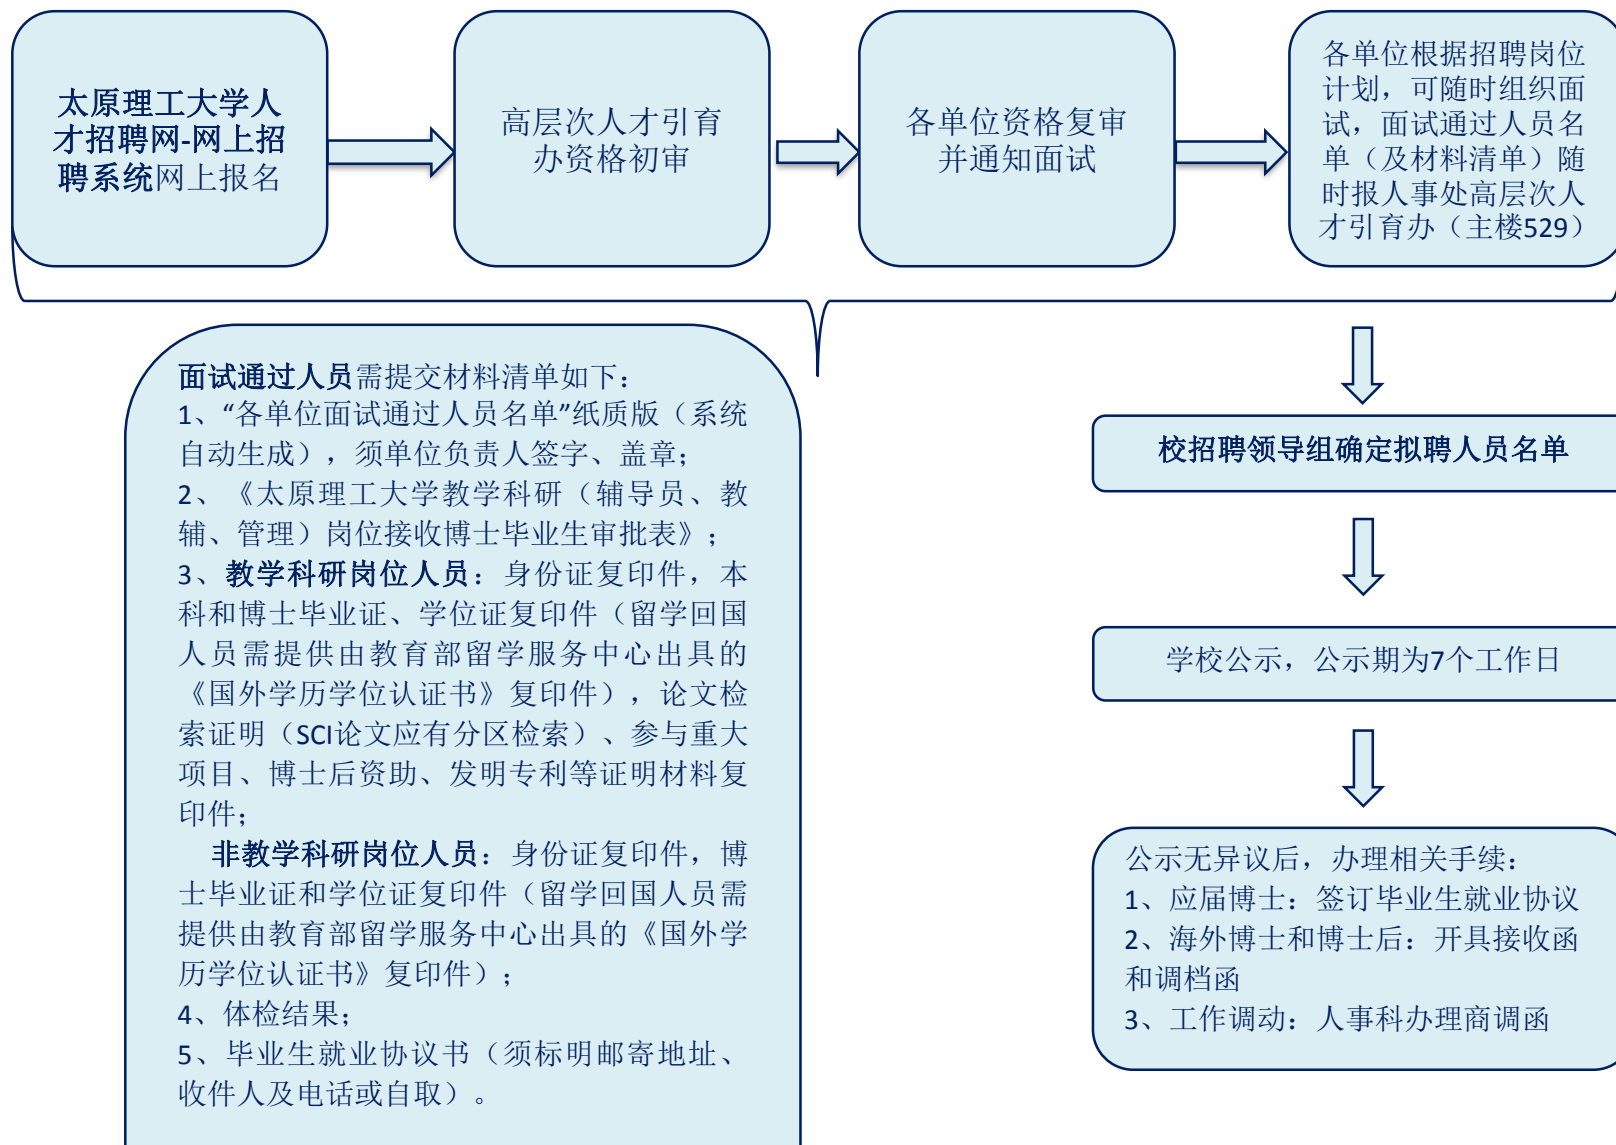 太原理工大学人
才招聘网-网上招
聘系统网上报名
高层次人才引育
办资格初审
各单位资格复审
并通知面试
各单位根据招聘岗位
计划，可随时组织面
试，面试通过人员名
单（及材料清单）随
时报人事处高层次人
才引育办（主楼529）
面试通过人员需提交材料清单如下：
1、“各单位面试通过人员名单”纸质版（系统
自动生成），须单位负责人签字、盖章；
2、《太原理工大学教学科研（辅导员、教
辅、管理）岗位接收博士毕业生审批表》；
3、教学科研岗位人员：身份证复印件，本
科和博士毕业证、学位证复印件（留学回国
人员需提供由教育部留学服务中心出具的
《国外学历学位认证书》复印件），论文检
索证明（SCI论文应有分区检索）、参与重大
项目、博士后资助、发明专利等证明材料复
印件；
非教学科研岗位人员：身份证复印件，博
士毕业证和学位证复印件（留学回国人员需
提供由教育部留学服务中心出具的《国外学
历学位认证书》复印件）；
4、体检结果；
5、毕业生就业协议书（须标明邮寄地址、
收件人及电话或自取）。
校招聘领导组确定拟聘人员名单
学校公示，公示期为7个工作日
公示无异议后，办理相关手续：
1、应届博士：签订毕业生就业协议
2、海外博士和博士后：开具接收函
和调档函
3、工作调动：人事科办理商调函